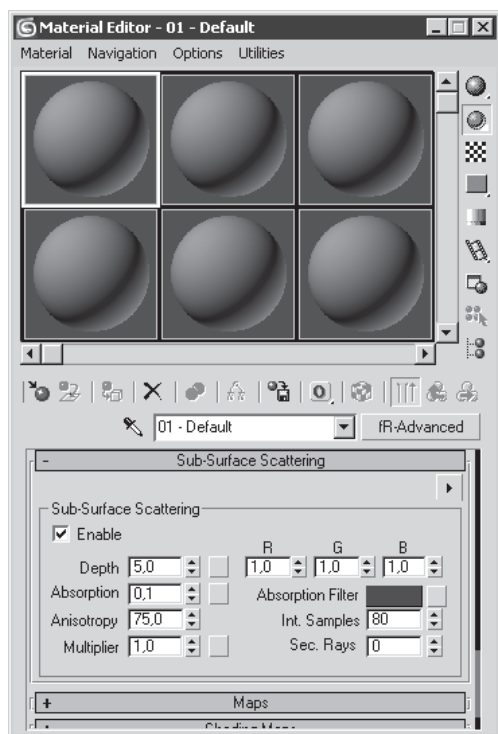 Material Editor - 01 - Default
Material Navigation Options Utilities
01 - Default fR-Advanced
- Sub-Surface Scattering
Sub-Surface Scattering
Enable
R G B
Depth 5,0 1,0 1,0 1,0
Absorption 0,1 Absorption Filter
Anisotropy 75,0 Int. Samples 80
Multiplier 1,0 Sec. Rays 0
+ Maps